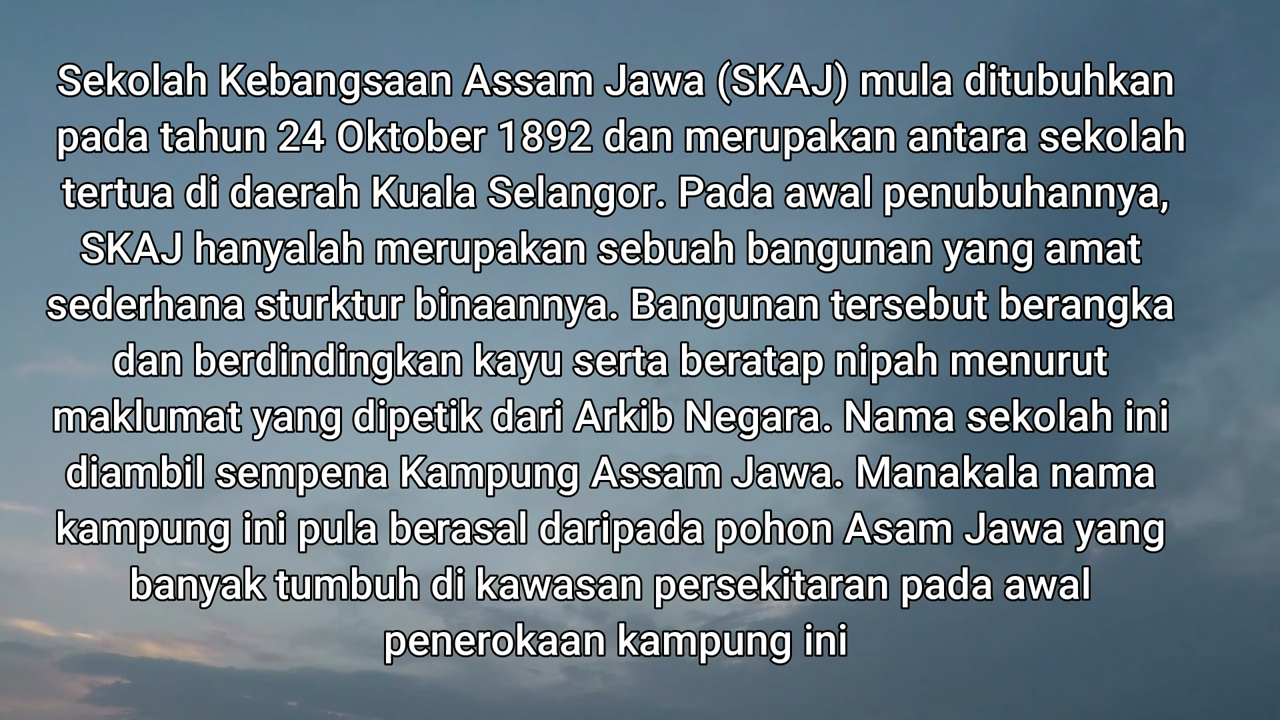 Sekolah Kebangsaan Assam Jawa (SKAJ) mula ditubuhkan
pada tahun 24 Oktober 1892 dan merupakan antara sekolah
tertua di daerah Kuala Selangor. Pada awal penubuhannya,
SKAJ hanyalah merupakan sebuah bangunan yang amat
sederhana sturktur binaannya. Bangunan tersebut berangka
dan berdindingkan kayu serta beratap nipah menurut
maklumat yang dipetik dari Arkib Negara. Nama sekolah ini
diambil sempena Kampung Assam Jawa. Manakala nama
kampung ini pula berasal daripada pohon Asam Jawa yang
banyak tumbuh di kawasan persekitaran pada awal
penerokaan kampung ini